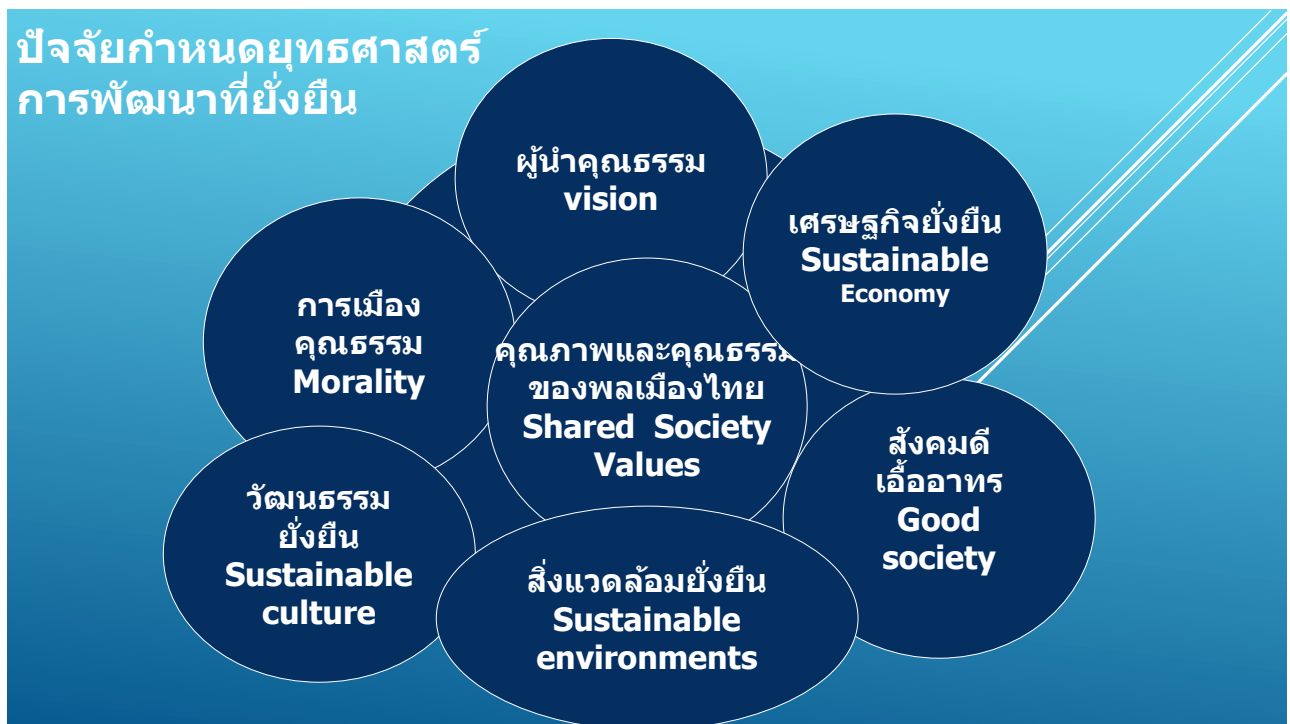 ปัจจัยกำหนดยุทธศาสตร์
การพัฒนาที่ยั่งยืน
ผู้นำคุณธรรม
vision
เศรษฐกิจยั่งยืน
Sustainable
Economy
การเมือง
คุณธรรม
Morality
คุณภาพและคุณธรรม
ของพลเมืองไทย
Shared Society
Values
สังคมดี
เอื้ออาทร
Good
society
วัฒนธรรม
ยั่งยืน
Sustainable
culture
สิ่งแวดล้อมยั่งยืน
Sustainable
environments